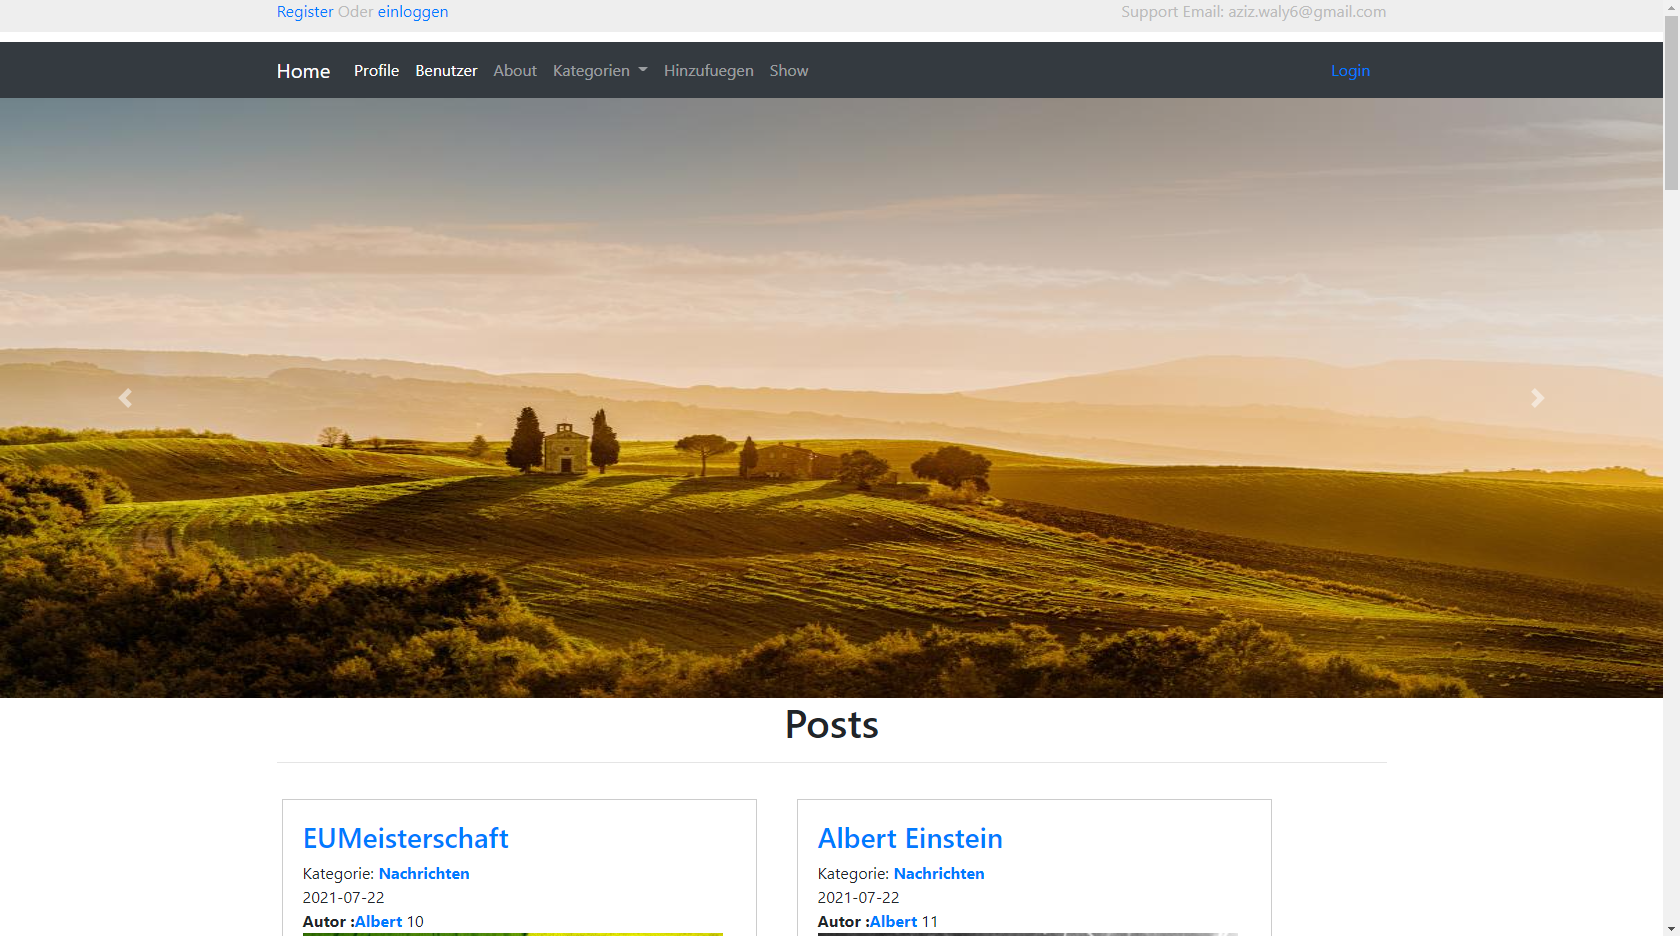 Register Oder einloggen
Support Email: aziz.waly6@gmail.com
Home Profile Benutzer About Kategorien Hinzufuegen Show Login
Posts
EUMeisterschaft
Kategorie: Nachrichten
2021-07-22
Autor :Albert 10
Albert Einstein
Kategorie: Nachrichten
2021-07-22
Autor :Albert 11